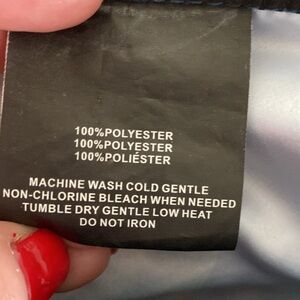 100%POLYESTER
100%POLYESTER
100%POLIÉSTER
MACHINE WASH COLD GENTLE
NON-CHLORINE BLEACH WHEN NEEDED
TUMBLE DRY GENTLE LOW HEAT
DO NOT IRON